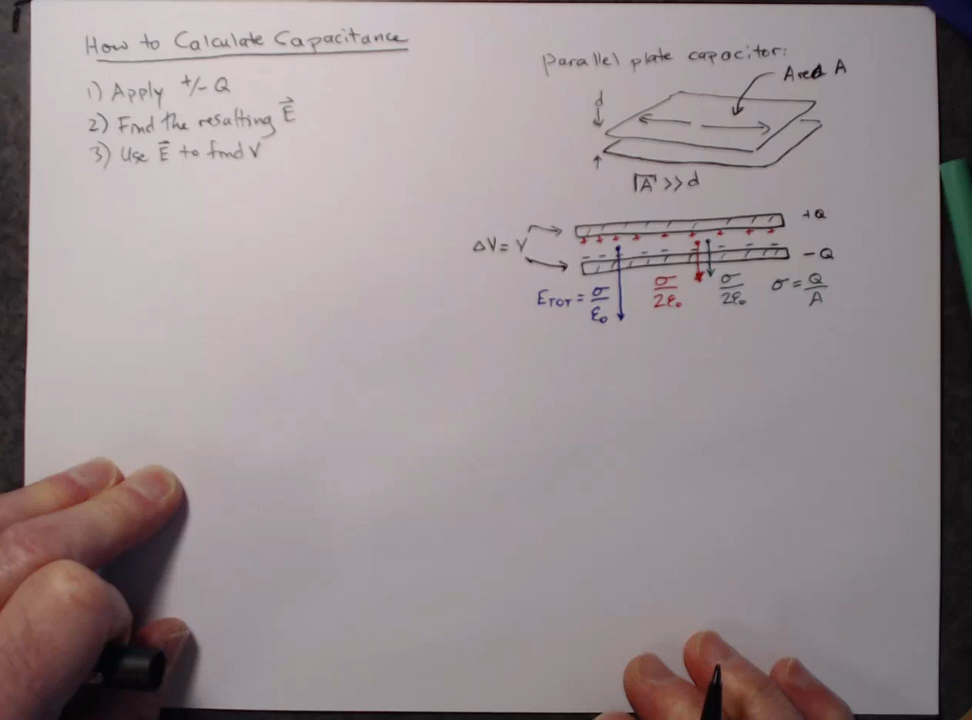 How to Calculate Capacitance
1) Apply +/- Q
2) Find the resulting E⃗
3) Use E⃗ to find V
Parallel plate capacitor:
Area A
d
√A >> d
+Q
ΔV = V
+ + + + + + + +
- - - - - - - -
-Q
E_TOT = σ/ε₀
σ/2ε₀
σ/2ε₀
σ = Q/A